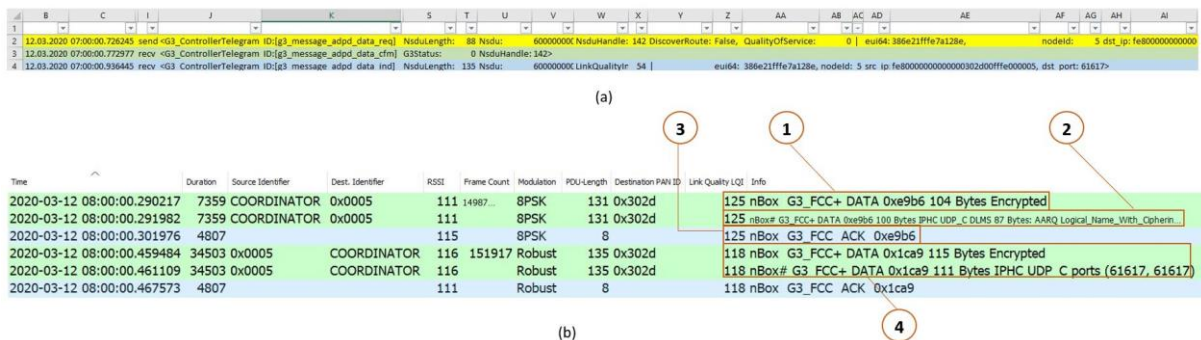 B C I J K S T U V W X Y Z AA AB AC AD AE AF AG AH AI
1
2 12.03.2020 07:00:00.726245 send <G3_ControllerTelegram ID:[g3_message_adpd_data_req] NsduLength: 88 Nsdu: 60000000( NsduHandle: 142 DiscoverRoute: False, QualityOfService: 0 | eui64: 386e21fffe7a128e, nodeId: 5 dst_ip: fe800000000000
3 12.03.2020 07:00:00.772977 recv <G3_ControllerTelegram ID:[g3_message_adpd_data_cfm] G3Status: 0 NsduHandle: 142>
4 12.03.2020 07:00:00.936445 recv <G3_ControllerTelegram ID:[g3_message_adpd_data_ind] NsduLength: 135 Nsdu: 60000000( LinkQualityIr 54 | eui64: 386e21fffe7a128e, nodeId: 5 src_ip:fe80000000000000302d00fffe000005, dst_port: 61617>
(a)
3 1 2
Time Duration Source Identifier Dest. Identifier RSSI Frame Count Modulation PDU-Length Destination PAN ID Link Quality LQI Info
2020-03-12 08:00:00.290217 7359 COORDINATOR 0x0005 111 14987... 8PSK 131 0x302d 125 nBox G3_FCC+ DATA 0xe9b6 104 Bytes Encrypted
2020-03-12 08:00:00.291982 7359 COORDINATOR 0x0005 111 8PSK 131 0x302d 125 nBox# G3_FCC+ DATA 0xe9b6 100 Bytes IPHC UDP_C DLMS 87 Bytes: AARQ Logical_Name_With_Cipherin...
2020-03-12 08:00:00.301976 4807 115 8PSK 8 125 nBox G3_FCC ACK 0xe9b6
2020-03-12 08:00:00.459484 34503 0x0005 COORDINATOR 116 151917 Robust 135 0x302d 118 nBox G3_FCC+ DATA 0x1ca9 115 Bytes Encrypted
2020-03-12 08:00:00.461109 34503 0x0005 COORDINATOR 116 Robust 135 0x302d 118 nBox# G3_FCC+ DATA 0x1ca9 111 Bytes IPHC UDP_C ports (61617, 61617)
2020-03-12 08:00:00.467573 4807 111 Robust 8 118 nBox G3_FCC ACK 0x1ca9
4
(b)